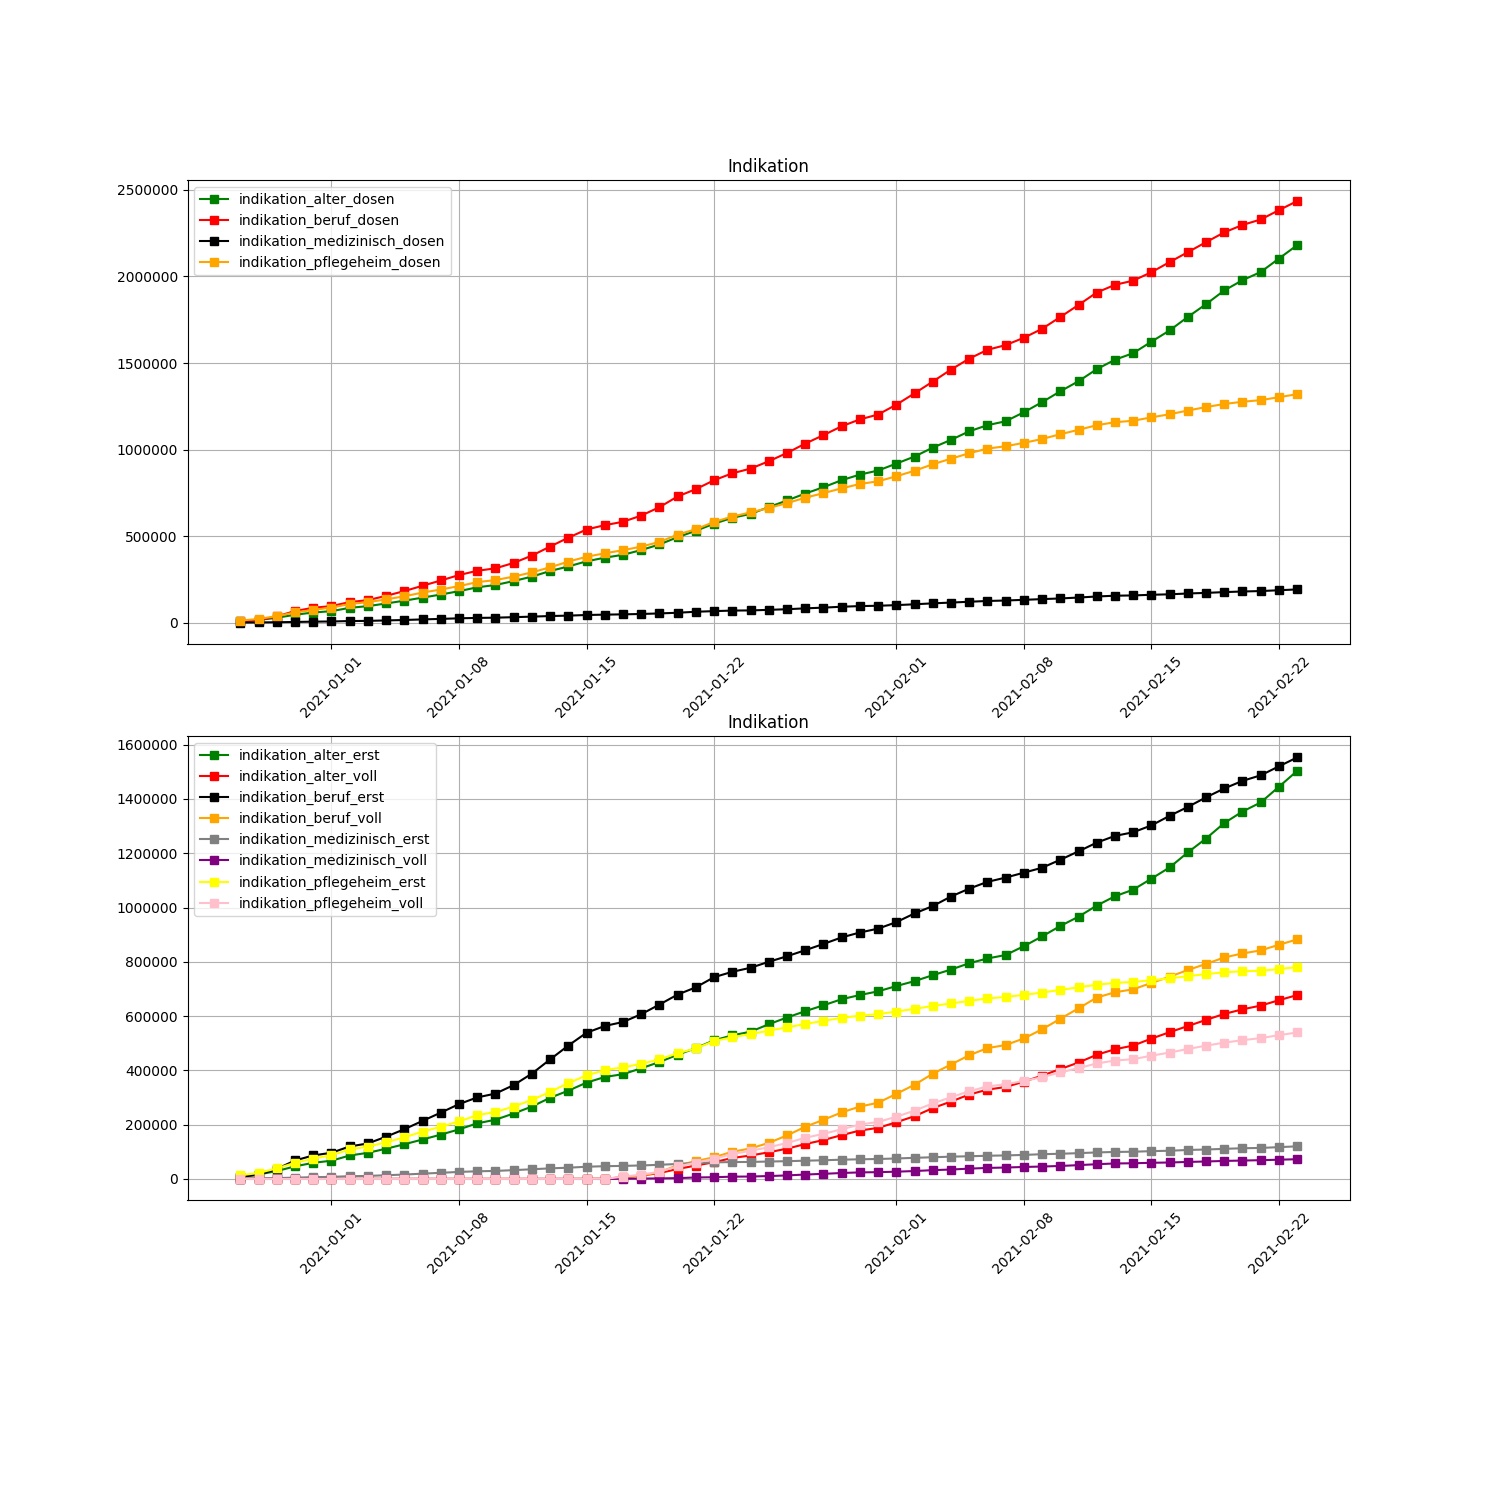 Indikation
2500000
2000000
1500000
1000000
500000
0
indikation_alter_dosen
indikation_beruf_dosen
indikation_medizinisch_dosen
indikation_pflegeheim_dosen
2021-01-01
2021-01-08
2021-01-15
2021-01-22
2021-02-01
2021-02-08
2021-02-15
2021-02-22
Indikation
1600000
1400000
1200000
1000000
800000
600000
400000
200000
0
indikation_alter_erst
indikation_alter_voll
indikation_beruf_erst
indikation_beruf_voll
indikation_medizinisch_erst
indikation_medizinisch_voll
indikation_pflegeheim_erst
indikation_pflegeheim_voll
2021-01-01
2021-01-08
2021-01-15
2021-01-22
2021-02-01
2021-02-08
2021-02-15
2021-02-22